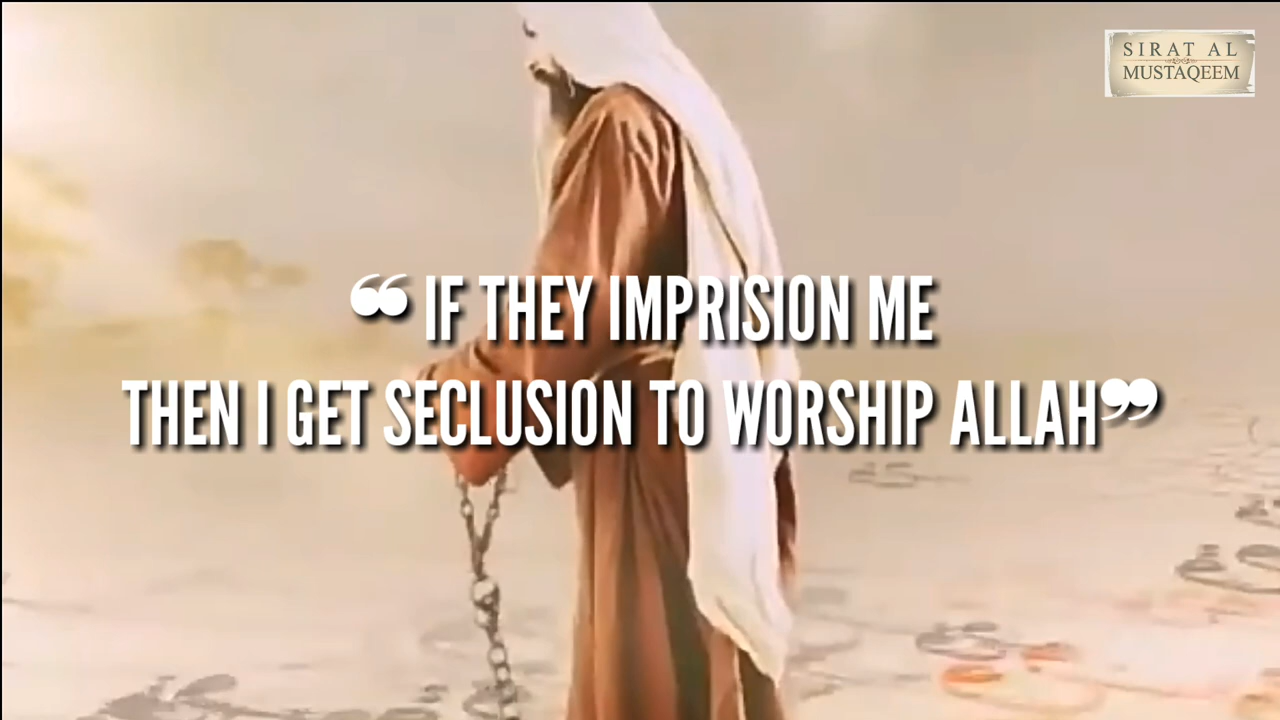 SIRAT AL
MUSTAQEEM
❝ IF THEY IMPRISION ME
THEN I GET SECLUSION TO WORSHIP ALLAH❞